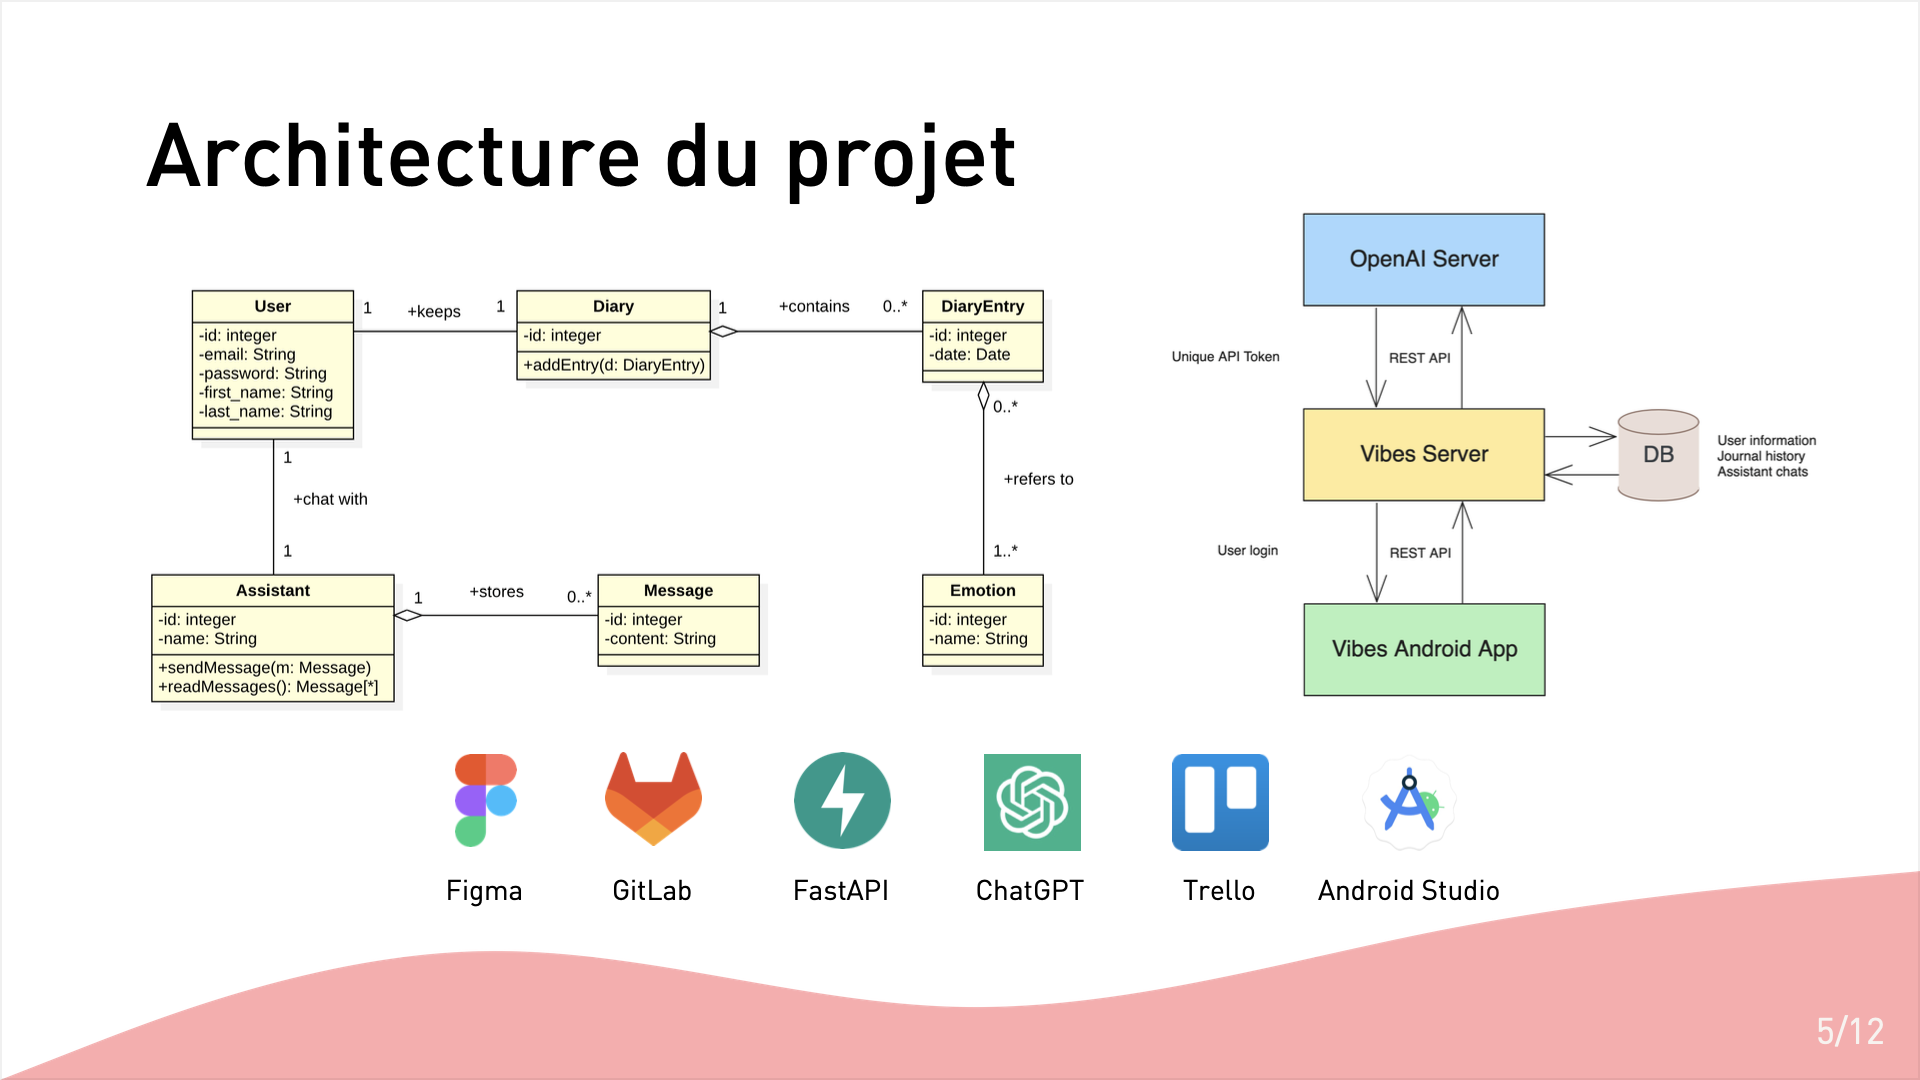 Architecture du projet
User
-id: integer
-email: String
-password: String
-first_name: String
-last_name: String
1
+keeps
1
Diary
-id: integer
+addEntry(d: DiaryEntry)
1
+contains
0..*
DiaryEntry
-id: integer
-date: Date
0..*
+refers to
1..*
1
+chat with
1
Assistant
-id: integer
-name: String
+sendMessage(m: Message)
+readMessages(): Message[*]
1
+stores
0..*
Message
-id: integer
-content: String
Emotion
-id: integer
-name: String
OpenAI Server
Unique API Token
REST API
Vibes Server
DB
User information
Journal history
Assistant chats
User login
REST API
Vibes Android App
Figma
GitLab
FastAPI
ChatGPT
Trello
Android Studio
5/12